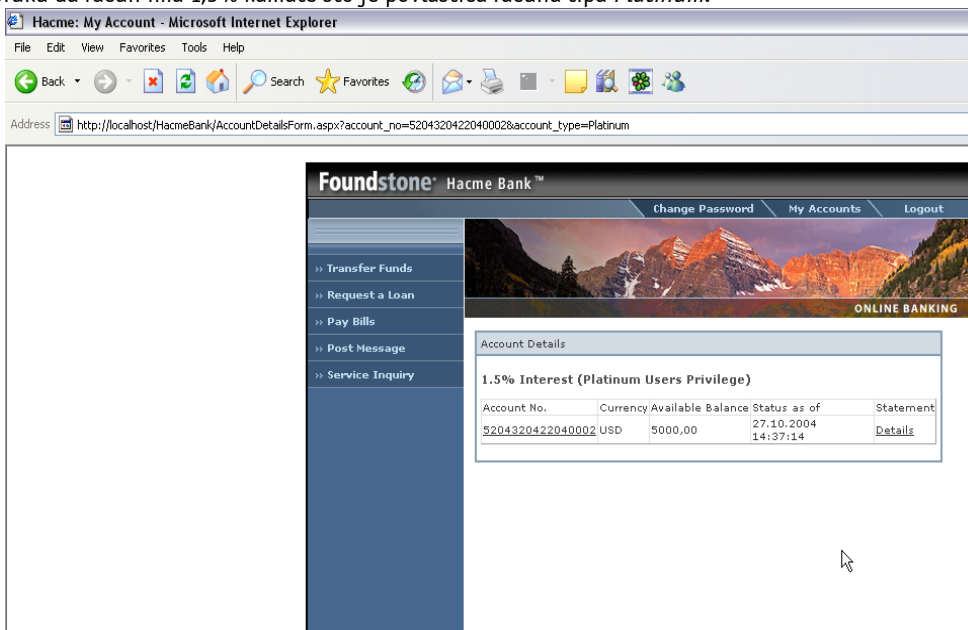 Hacme: My Account - Microsoft Internet Explorer
File Edit View Favorites Tools Help
Back Search Favorites
Address http://localhost/HacmeBank/AccountDetailsForm.aspx?account_no=5204320422040002&account_type=Platinum
Foundstone Hacme Bank™
Change Password My Accounts Logout
›› Transfer Funds
›› Request a Loan
ONLINE BANKING
›› Pay Bills
›› Post Message
›› Service Inquiry
Account Details
1.5% Interest (Platinum Users Privilege)
Account No. Currency Available Balance Status as of Statement
5204320422040002 USD 5000,00 27.10.2004 14:37:14 Details